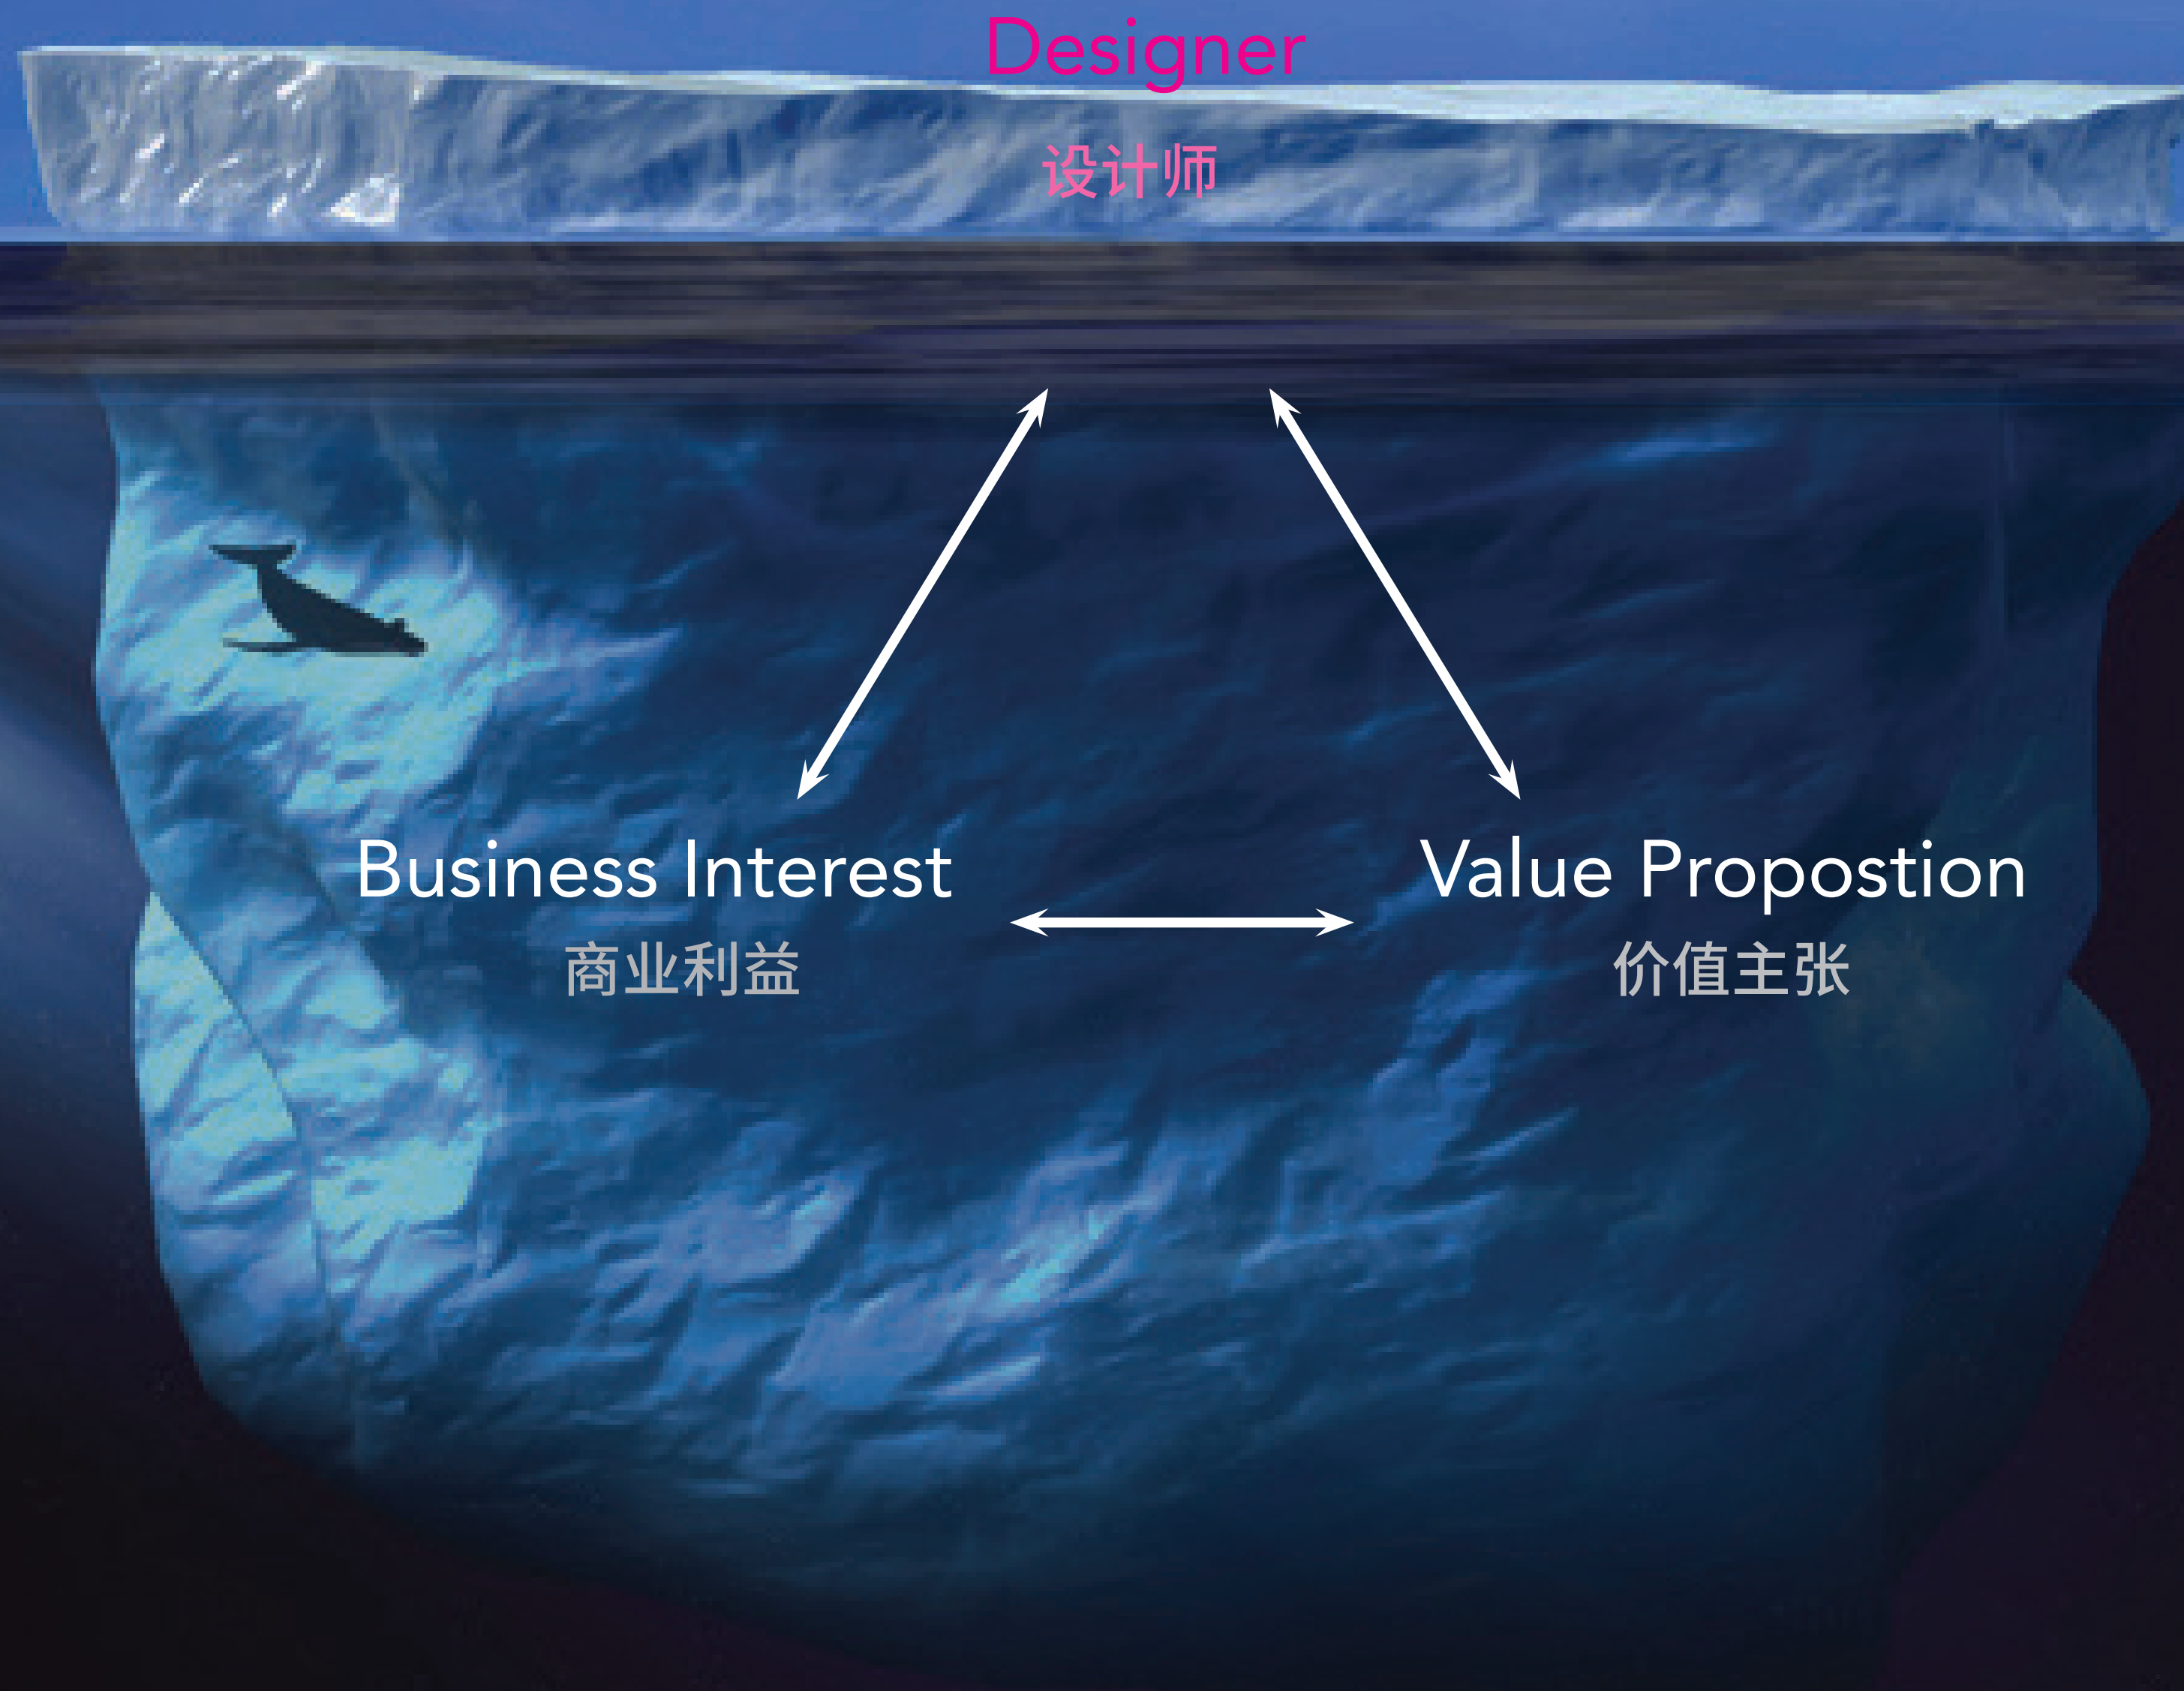 Designer
设计师
Business Interest
商业利益
Value Propostion
价值主张